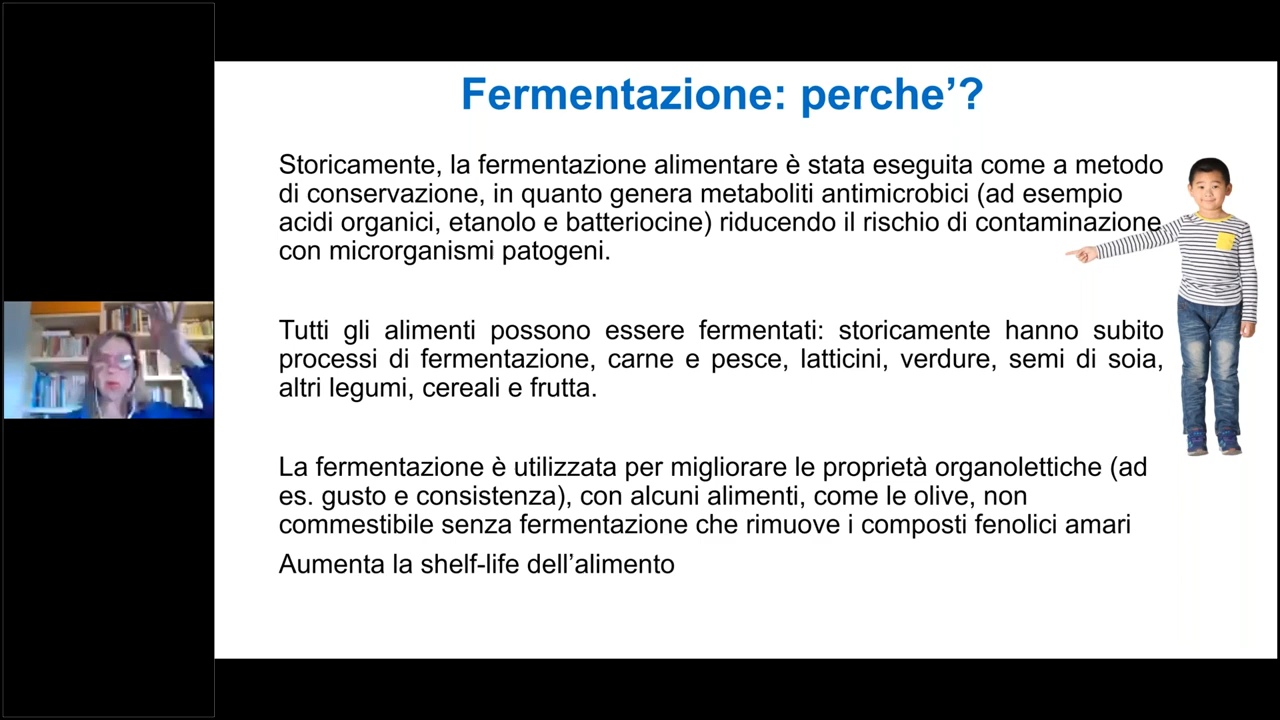 Fermentazione: perche’?
Storicamente, la fermentazione alimentare è stata eseguita come a metodo
di conservazione, in quanto genera metaboliti antimicrobici (ad esempio
acidi organici, etanolo e batteriocine) riducendo il rischio di contaminazione
con microrganismi patogeni.
Tutti gli alimenti possono essere fermentati: storicamente hanno subito
processi di fermentazione, carne e pesce, latticini, verdure, semi di soia,
altri legumi, cereali e frutta.
La fermentazione è utilizzata per migliorare le proprietà organolettiche (ad
es. gusto e consistenza), con alcuni alimenti, come le olive, non
commestibile senza fermentazione che rimuove i composti fenolici amari
Aumenta la shelf-life dell’alimento